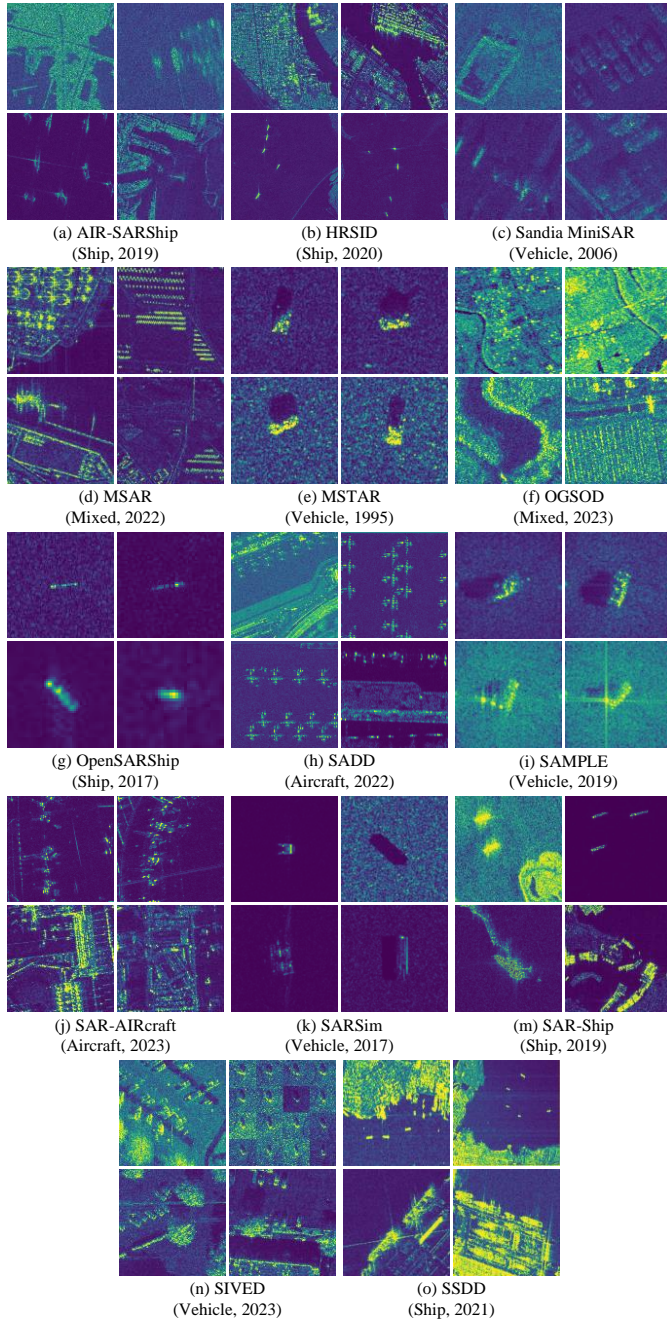 (a) AIR-SARShip
(Ship, 2019)
(b) HRSID
(Ship, 2020)
(c) Sandia MiniSAR
(Vehicle, 2006)
(d) MSAR
(Mixed, 2022)
(e) MSTAR
(Vehicle, 1995)
(f) OGSOD
(Mixed, 2023)
(g) OpenSARShip
(Ship, 2017)
(h) SADD
(Aircraft, 2022)
(i) SAMPLE
(Vehicle, 2019)
(j) SAR-AIRcraft
(Aircraft, 2023)
(k) SARSim
(Vehicle, 2017)
(m) SAR-Ship
(Ship, 2019)
(n) SIVED
(Vehicle, 2023)
(o) SSDD
(Ship, 2021)